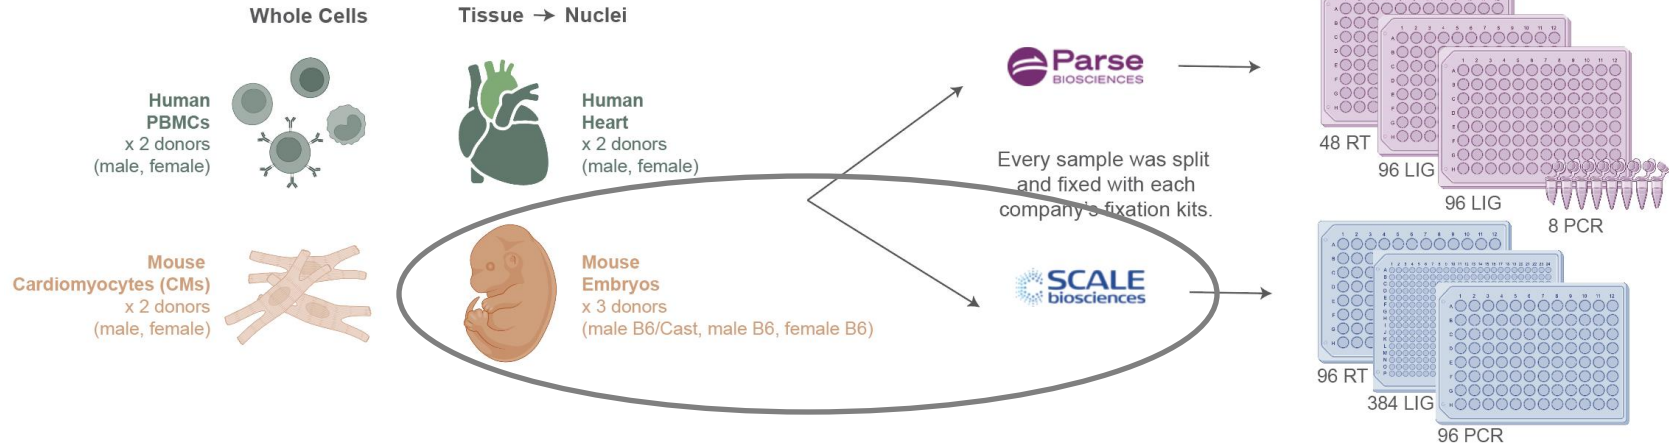 Whole Cells
Tissue → Nuclei
Human
PBMCs
x 2 donors
(male, female)
Human
Heart
x 2 donors
(male, female)
Mouse
Cardiomyocytes (CMs)
x 2 donors
(male, female)
Mouse
Embryos
x 3 donors
(male B6/Cast, male B6, female B6)
Parse
BIOSCIENCES
Every sample was split
and fixed with each
company's fixation kits.
SCALE
biosciences
48 RT
96 LIG
96 LIG
8 PCR
96 RT
384 LIG
96 PCR